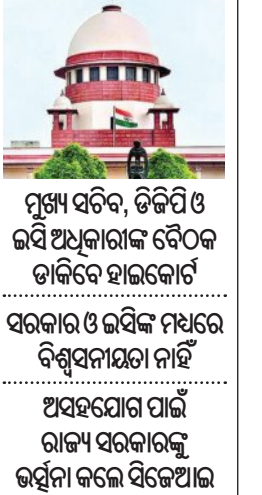 ମୁଖ୍ୟ ସଚିବ, ଡିଜିପି ଓ
ଇସି ଅଧିକାରୀଙ୍କ ବୈଠକ
ଡାକିବେ ହାଇକୋର୍ଟ
ସରକାର ଓ ଇସିଙ୍କ ମଧ୍ୟରେ
ବିଶ୍ୱସନୀୟତା ନାହିଁ
ଅସହଯୋଗ ପାଇଁ
ରାଜ୍ୟ ସରକାରଙ୍କୁ
ଭର୍ତ୍ସନା କଲେ ସିଜେଆଇ